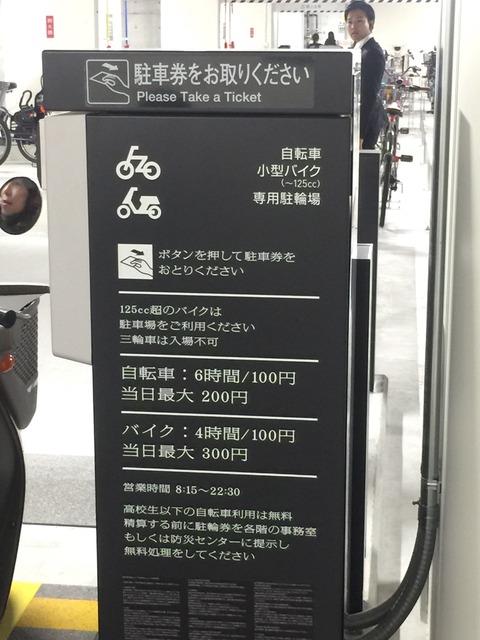 駐車券をお取りください
Please Take a Ticket
自転車
小型バイク
(〜125cc)
専用駐輪場
ボタンを押して駐車券を
おとりください
125cc超のバイクは
駐車場をご利用ください
三輪車は入場不可
自転車：6時間/100円
当日最大 200円
バイク：4時間/100円
当日最大 300円
営業時間 8:15〜22:30
高校生以下の自転車利用は無料
精算する前に駐輪券を各階の事務室
もしくは防災センターに提示し
無料処理をしてください